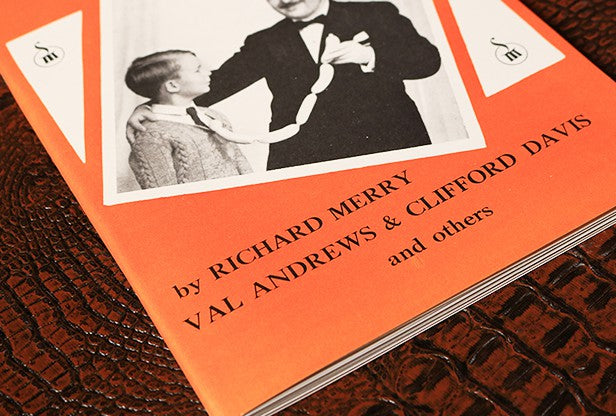 by RICHARD MERRY
VAL ANDREWS & CLIFFORD DAVIS
and others